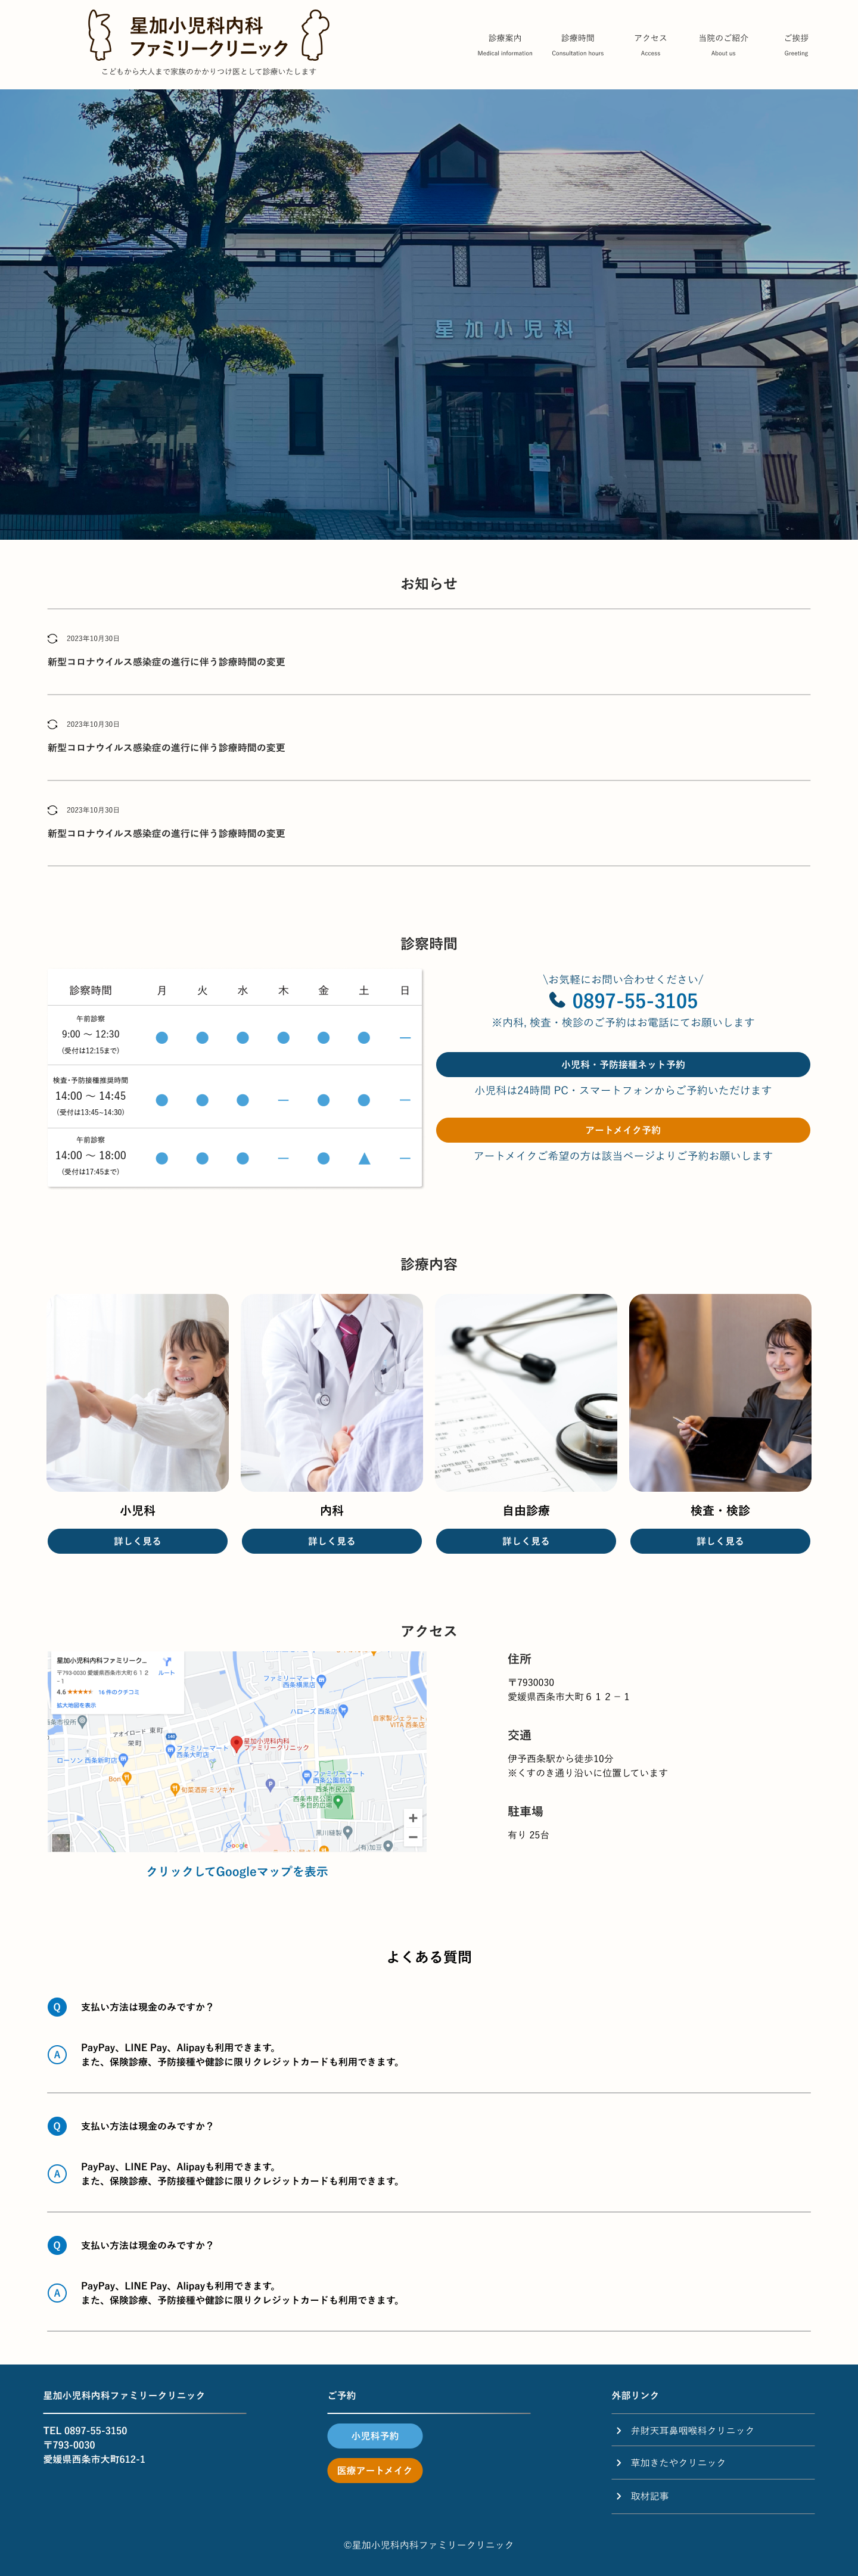 星加小児科内科
ファミリークリニック
こどもから大人まで家族のかかりつけ医として診療いたします
診療案内
Medical information
診療時間
Consultation hours
アクセス
Access
当院のご紹介
About us
ご挨拶
Greeting
星加小児科
お知らせ
2023年10月30日
新型コロナウイルス感染症の進行に伴う診療時間の変更
2023年10月30日
新型コロナウイルス感染症の進行に伴う診療時間の変更
2023年10月30日
新型コロナウイルス感染症の進行に伴う診療時間の変更
診察時間
診察時間 月 火 水 木 金 土 日
午前診察
9:00 〜 12:30
(受付は12:15まで)
● ● ● ● ● ● ―
検査・予防接種推奨時間
14:00 〜 14:45
(受付は13:45~14:30)
● ● ● ― ● ● ―
午前診察
14:00 〜 18:00
(受付は17:45まで)
● ● ● ― ● ▲ ―
\お気軽にお問い合わせください/
0897-55-3105
※内科, 検査・検診のご予約はお電話にてお願いします
小児科・予防接種ネット予約
小児科は24時間 PC・スマートフォンからご予約いただけます
アートメイク予約
アートメイクご希望の方は該当ページよりご予約お願いします
診療内容
小児科
詳しく見る
内科
詳しく見る
自由診療
詳しく見る
検査・検診
詳しく見る
アクセス
星加小児科内科ファミリーク...
〒793-0030 愛媛県西条市大町６１２
−１
ルート
4.6 ★★★★★ 16 件のクチコミ
拡大地図を表示
ファミリーマート
西条横黒店
ハローズ 西条店
自家製ジェラート
VITA 西条店
条市役所
アオイロード
東町
栄町
ファミリーマート
西条大町店
星加小児科内科
ファミリークリニック
ローソン 西条新町店
Bon
旬菜酒房 ミツキヤ
P
ファミリーマート
西条公園前店
西条市民公園
西条市民公園
多目的広場
黒川縫製
(有)加豆
Google
クリックしてGoogleマップを表示
住所
〒7930030
愛媛県西条市大町６１２−１
交通
伊予西条駅から徒歩10分
※くすのき通り沿いに位置しています
駐車場
有り 25台
よくある質問
Q 支払い方法は現金のみですか？
A PayPay、LINE Pay、Alipayも利用できます。
また、保険診療、予防接種や健診に限りクレジットカードも利用できます。
Q 支払い方法は現金のみですか？
A PayPay、LINE Pay、Alipayも利用できます。
また、保険診療、予防接種や健診に限りクレジットカードも利用できます。
Q 支払い方法は現金のみですか？
A PayPay、LINE Pay、Alipayも利用できます。
また、保険診療、予防接種や健診に限りクレジットカードも利用できます。
星加小児科内科ファミリークリニック
TEL 0897-55-3150
〒793-0030
愛媛県西条市大町612-1
ご予約
小児科予約
医療アートメイク
外部リンク
弁財天耳鼻咽喉科クリニック
草加きたやクリニック
取材記事
©星加小児科内科ファミリークリニック